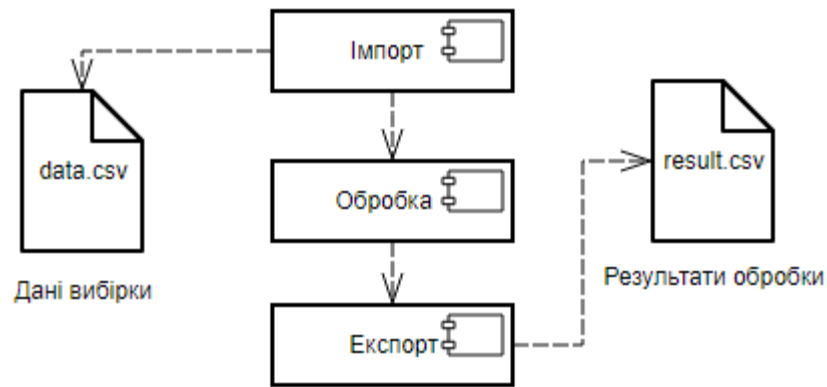 Імпорт
data.csv
Дані вибірки
Обробка
result.csv
Результати обробки
Експорт